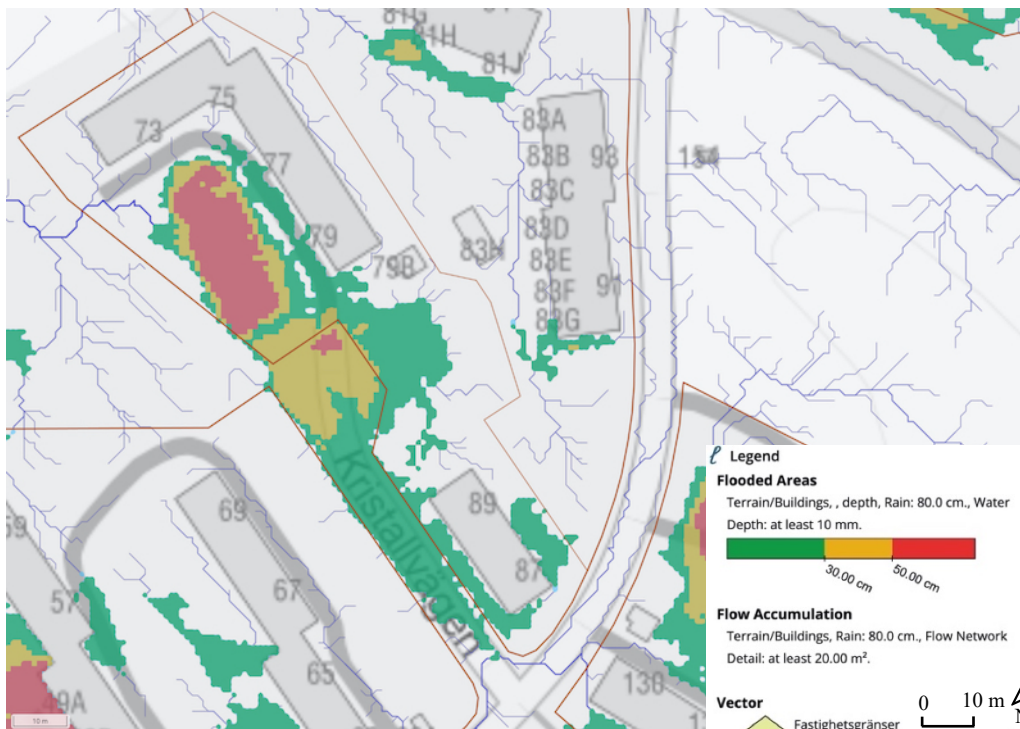 81G
81H
81J
75
73
77
79
79B
83A
83B
83C
83D
83E
83F
83G
83H
93
91
154
Kristallvägen
89
87
69
67
65
59
57
49A
130
10 m
Legend
Flooded Areas
Terrain/Buildings, , depth, Rain: 80.0 cm., Water
Depth: at least 10 mm.
30.00 cm
50.00 cm
Flow Accumulation
Terrain/Buildings, Rain: 80.0 cm., Flow Network
Detail: at least 20.00 m².
Vector
Fastighetsgränser
0 10 m
N